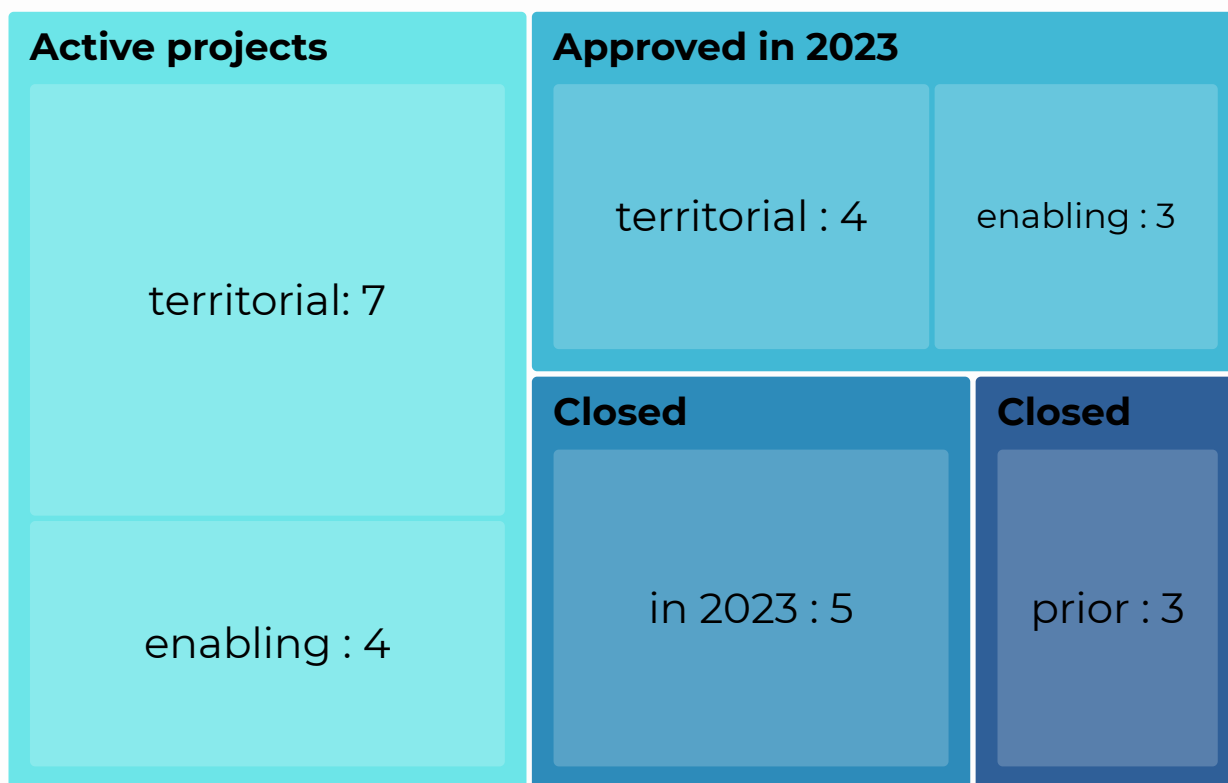 Active projects
territorial: 7
enabling : 4
Approved in 2023
territorial : 4
enabling : 3
Closed
in 2023 : 5
Closed
prior : 3